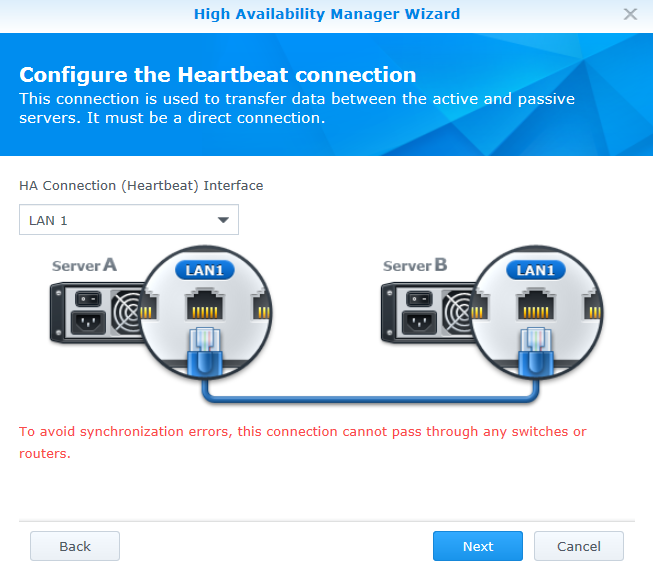 High Availability Manager Wizard
Configure the Heartbeat connection
This connection is used to transfer data between the active and passive
servers. It must be a direct connection.
HA Connection (Heartbeat) Interface
LAN 1
Server A
LAN1
Server B
LAN1
To avoid synchronization errors, this connection cannot pass through any switches or
routers.
Back
Next
Cancel